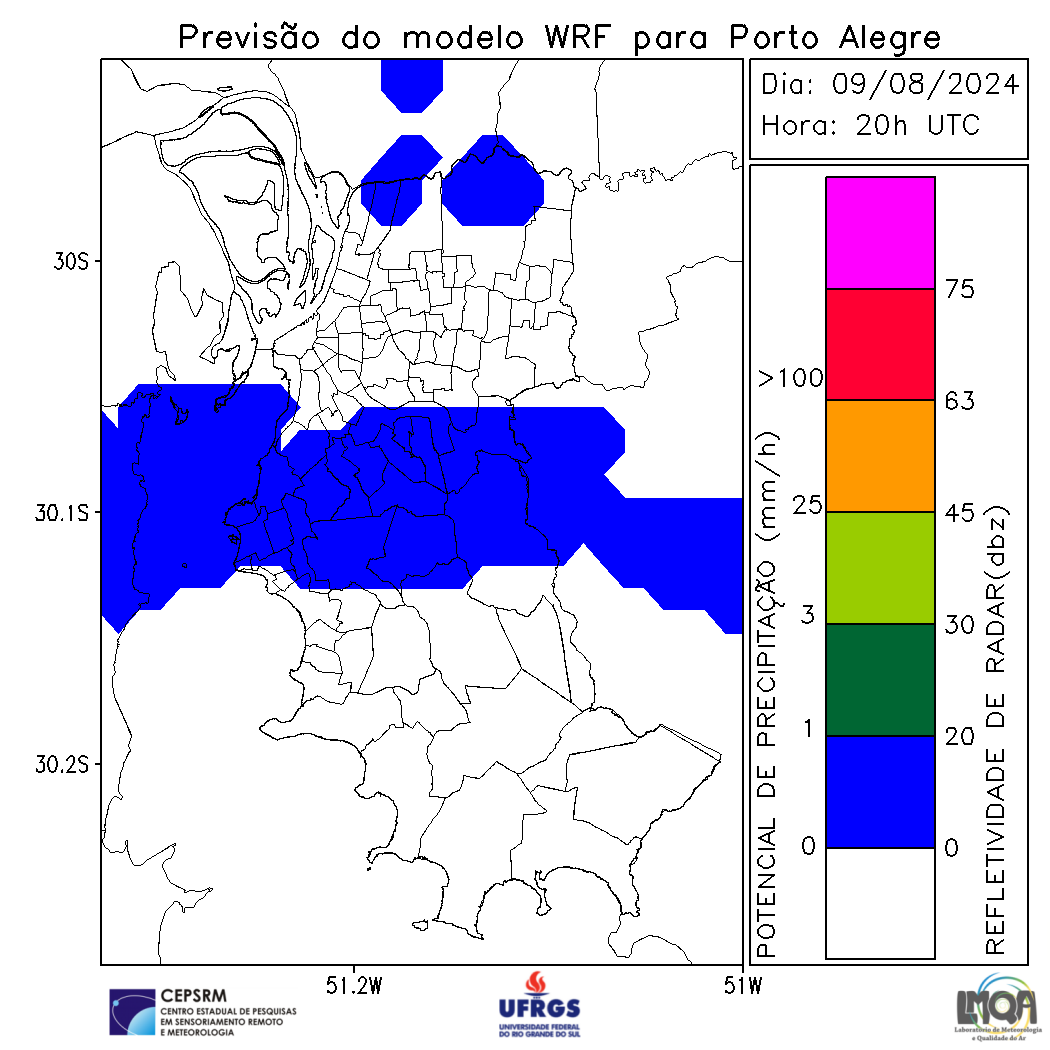 Previsão do modelo WRF para Porto Alegre
Dia: 09/08/2024
Hora: 20h UTC
30S
30.1S
30.2S
51.2W
51W
POTENCIAL DE PRECIPITAÇÃO (mm/h)
>100
25
3
1
0
75
63
45
30
20
0
REFLETIVIDADE DE RADAR(dbz)
CEPSRM
CENTRO ESTADUAL DE PESQUISAS
EM SENSORIAMENTO REMOTO
E METEOROLOGIA
UFRGS
UNIVERSIDADE FEDERAL
DO RIO GRANDE DO SUL
LMQA
Laboratório de Meteorologia
e Qualidade do Ar